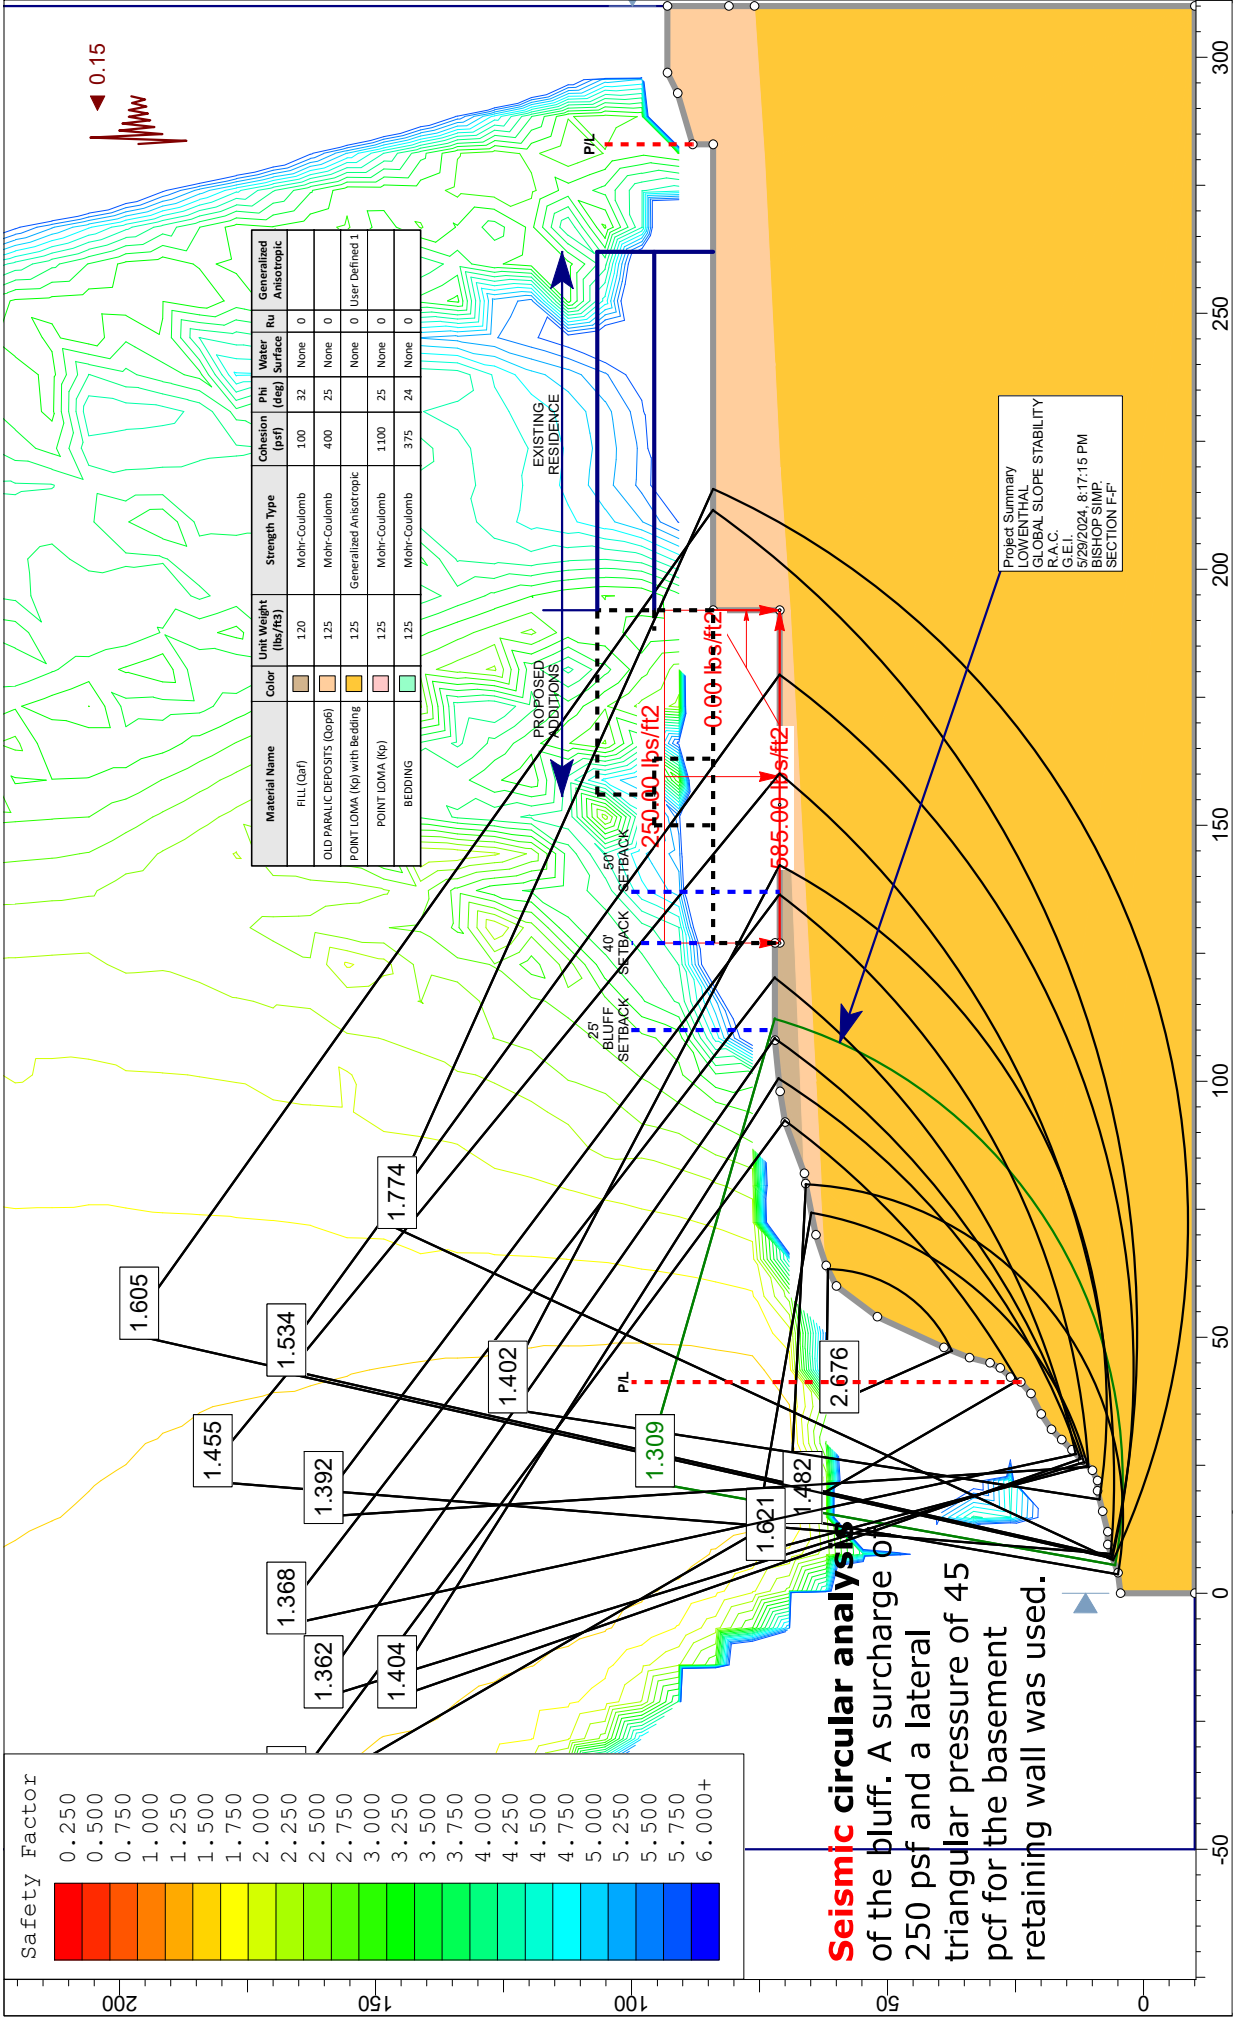 Safety Factor
0.250
0.500
0.750
1.000
1.250
1.500
1.750
2.000
2.250
2.500
2.750
3.000
3.250
3.500
3.750
4.000
4.250
4.500
4.750
5.000
5.250
5.500
5.750
6.000+
0.15
Material Name Color Unit Weight (lbs/ft3) Strength Type Cohesion (psf) Phi (deg) Water Surface Ru Generalized Anisotropic
FILL (Qaf) 120 Mohr-Coulomb 100 32 None 0
OLD PARALIC DEPOSITS (Qop6) 125 Mohr-Coulomb 400 25 None 0
POINT LOMA (Kp) with Bedding 125 Generalized Anisotropic None 0 User Defined 1
POINT LOMA (Kp) 125 Mohr-Coulomb 1100 25 None 0
BEDDING 125 Mohr-Coulomb 375 24 None 0
1.605
1.774
1.534
1.455
1.402
1.392
1.368
1.362
1.404
1.309
2.676
1.482
1.621
PROPOSED
ADDITIONS
EXISTING
RESIDENCE
P/L
P/L
25'
BLUFF
SETBACK
40'
SETBACK
50'
SETBACK
250.00 lbs/ft2
0.00 lbs/ft2
585.00 lbs/ft2
Project Summary
LOWENTHAL
GLOBAL SLOPE STABILITY
R.A.C.
G.E.I.
5/29/2024, 8:17:15 PM
BISHOP SIMP.
SECTION F-F'
Seismic circular analysis
of the bluff. A surcharge of
250 psf and a lateral
triangular pressure of 45
pcf for the basement
retaining wall was used.
200
150
100
50
0
-50
0
50
100
150
200
250
300